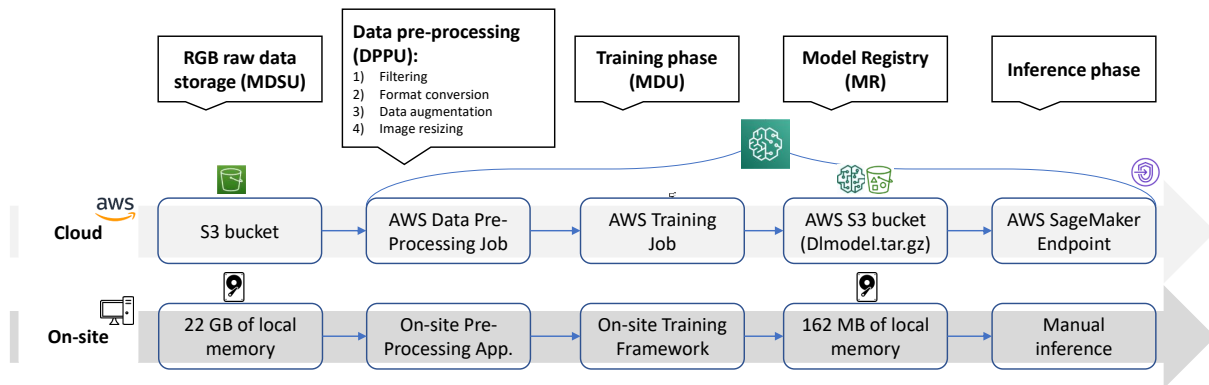 RGB raw data
storage (MDSU)
Data pre-processing
(DPPU):
1) Filtering
2) Format conversion
3) Data augmentation
4) Image resizing
Training phase
(MDU)
Model Registry
(MR)
Inference phase
aws
Cloud
S3 bucket
AWS Data Pre-
Processing Job
AWS Training
Job
AWS S3 bucket
(Dlmodel.tar.gz)
AWS SageMaker
Endpoint
On-site
22 GB of local
memory
On-site Pre-
Processing App.
On-site Training
Framework
162 MB of local
memory
Manual
inference